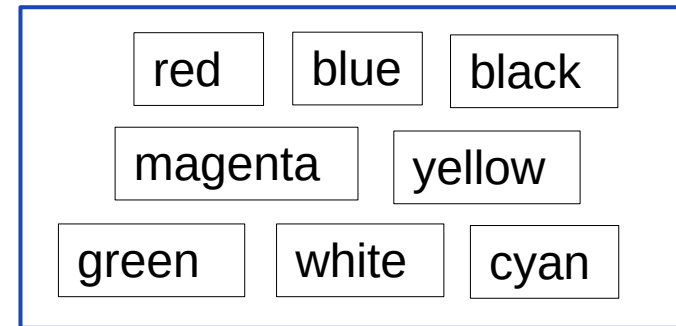 red blue black
magenta yellow
green white cyan